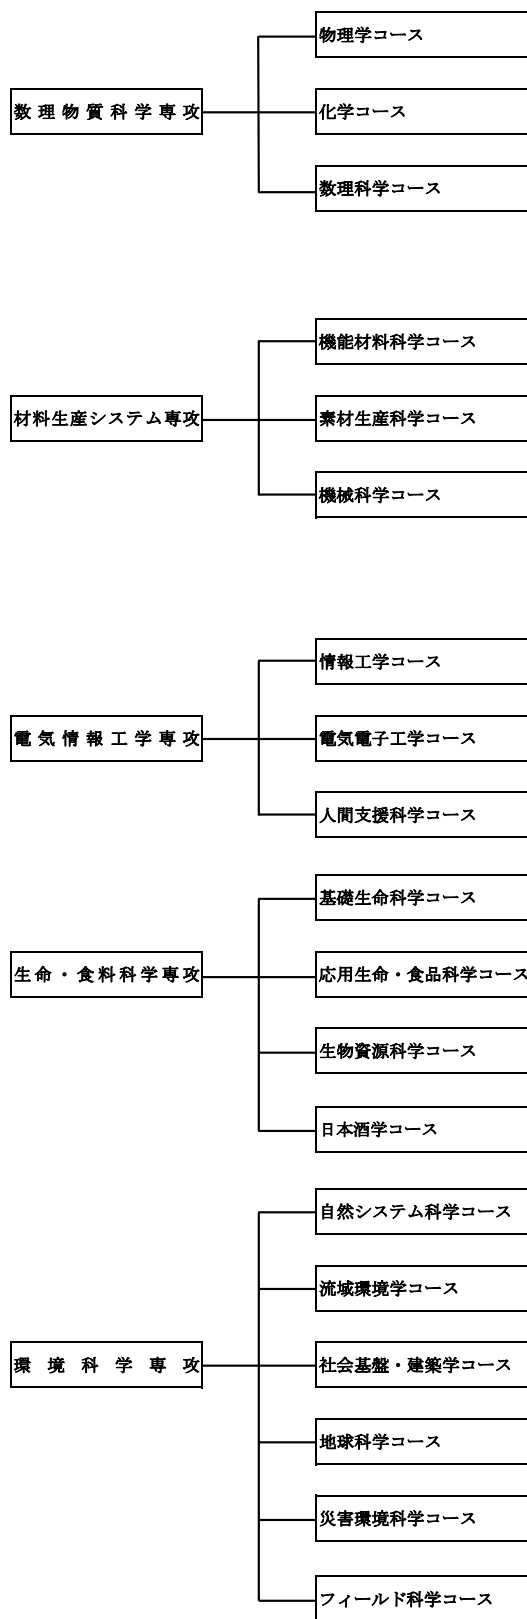 数理物質科学専攻
物理学コース
化学コース
数理科学コース
材料生産システム専攻
機能材料科学コース
素材生産科学コース
機械科学コース
電気情報工学専攻
情報工学コース
電気電子工学コース
人間支援科学コース
生命・食料科学専攻
基礎生命科学コース
応用生命・食品科学コース
生物資源科学コース
日本酒学コース
環境科学専攻
自然システム科学コース
流域環境学コース
社会基盤・建築学コース
地球科学コース
災害環境科学コース
フィールド科学コース